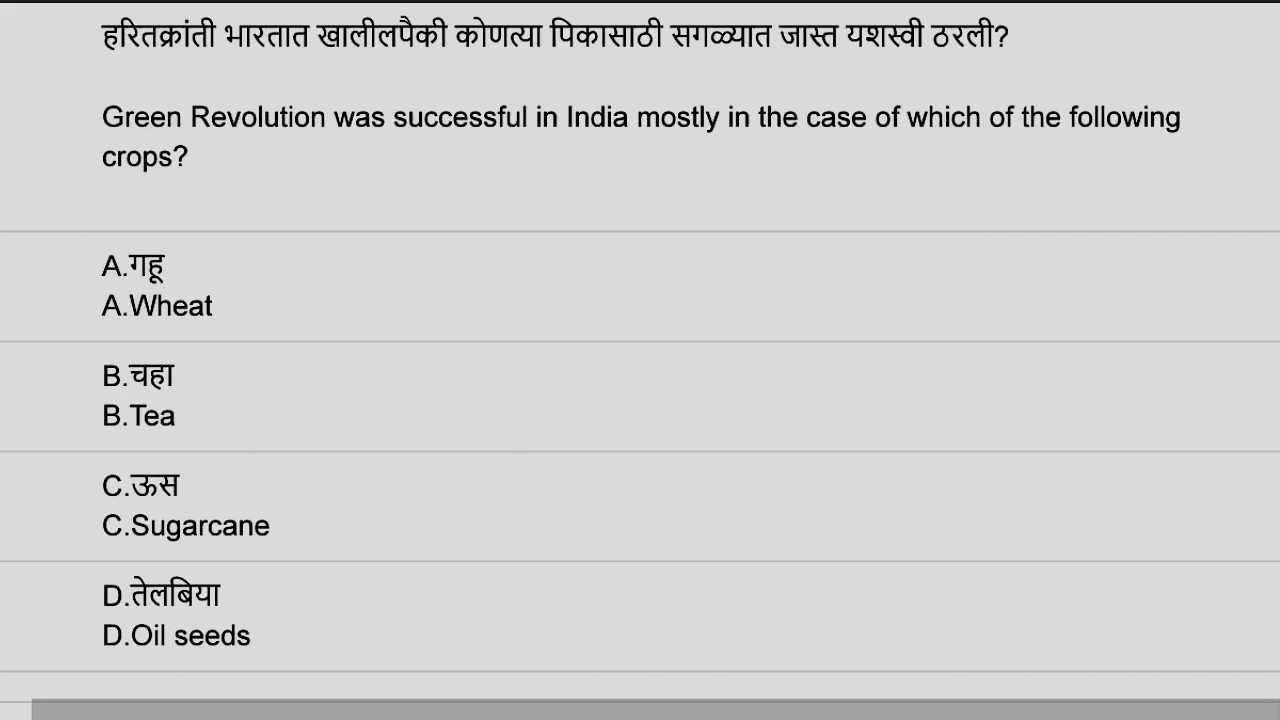 हरितक्रांती भारतात खालीलपैकी कोणत्या पिकासाठी सगळ्यात जास्त यशस्वी ठरली?
Green Revolution was successful in India mostly in the case of which of the following
crops?
A.गहू
A.Wheat
B.चहा
B.Tea
C.ऊस
C.Sugarcane
D.तेलबिया
D.Oil seeds